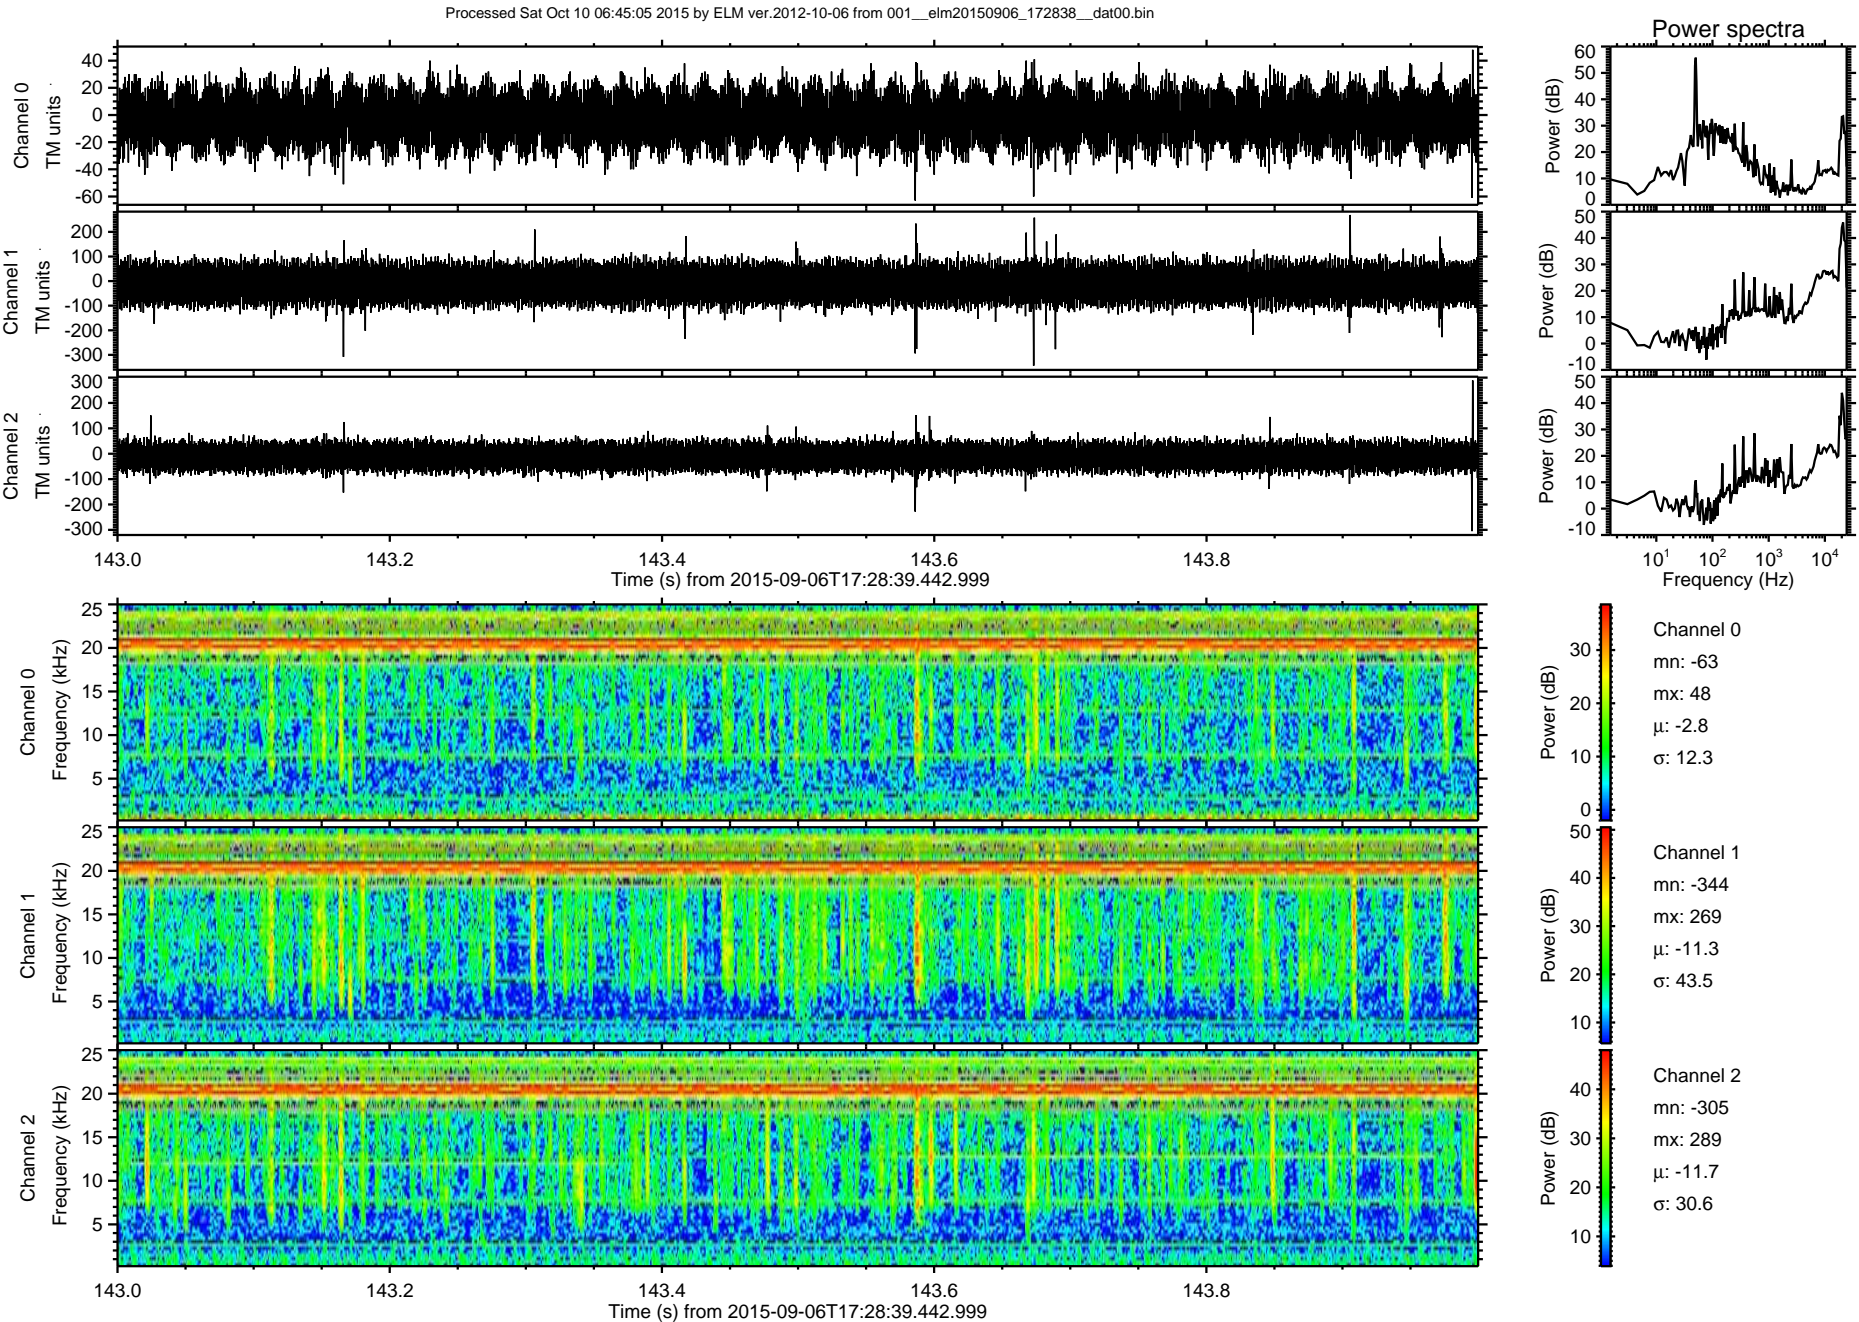 Processed Sat Oct 10 06:45:05 2015 by ELM ver.2012-10-06 from 001__elm20150906_172838__dat00.bin
Power spectra
Channel 0
TM units
40
20
0
-20
-40
-60
Power (dB)
60
50
40
30
20
10
0
Channel 1
TM units
200
100
0
-100
-200
-300
Power (dB)
50
40
30
20
10
0
-10
Channel 2
TM units
300
200
100
0
-100
-200
-300
Power (dB)
50
40
30
20
10
0
-10
143.0 143.2 143.4 143.6 143.8
Time (s) from 2015-09-06T17:28:39.442.999
10¹ 10² 10³ 10⁴
Frequency (Hz)
Channel 0
Frequency (kHz)
25
20
15
10
5
Power (dB)
30
20
10
0
Channel 0
mn: -63
mx: 48
μ: -2.8
σ: 12.3
Channel 1
Frequency (kHz)
25
20
15
10
5
Power (dB)
50
40
30
20
10
Channel 1
mn: -344
mx: 269
μ: -11.3
σ: 43.5
Channel 2
Frequency (kHz)
25
20
15
10
5
Power (dB)
40
30
20
10
Channel 2
mn: -305
mx: 289
μ: -11.7
σ: 30.6
143.0 143.2 143.4 143.6 143.8
Time (s) from 2015-09-06T17:28:39.442.999